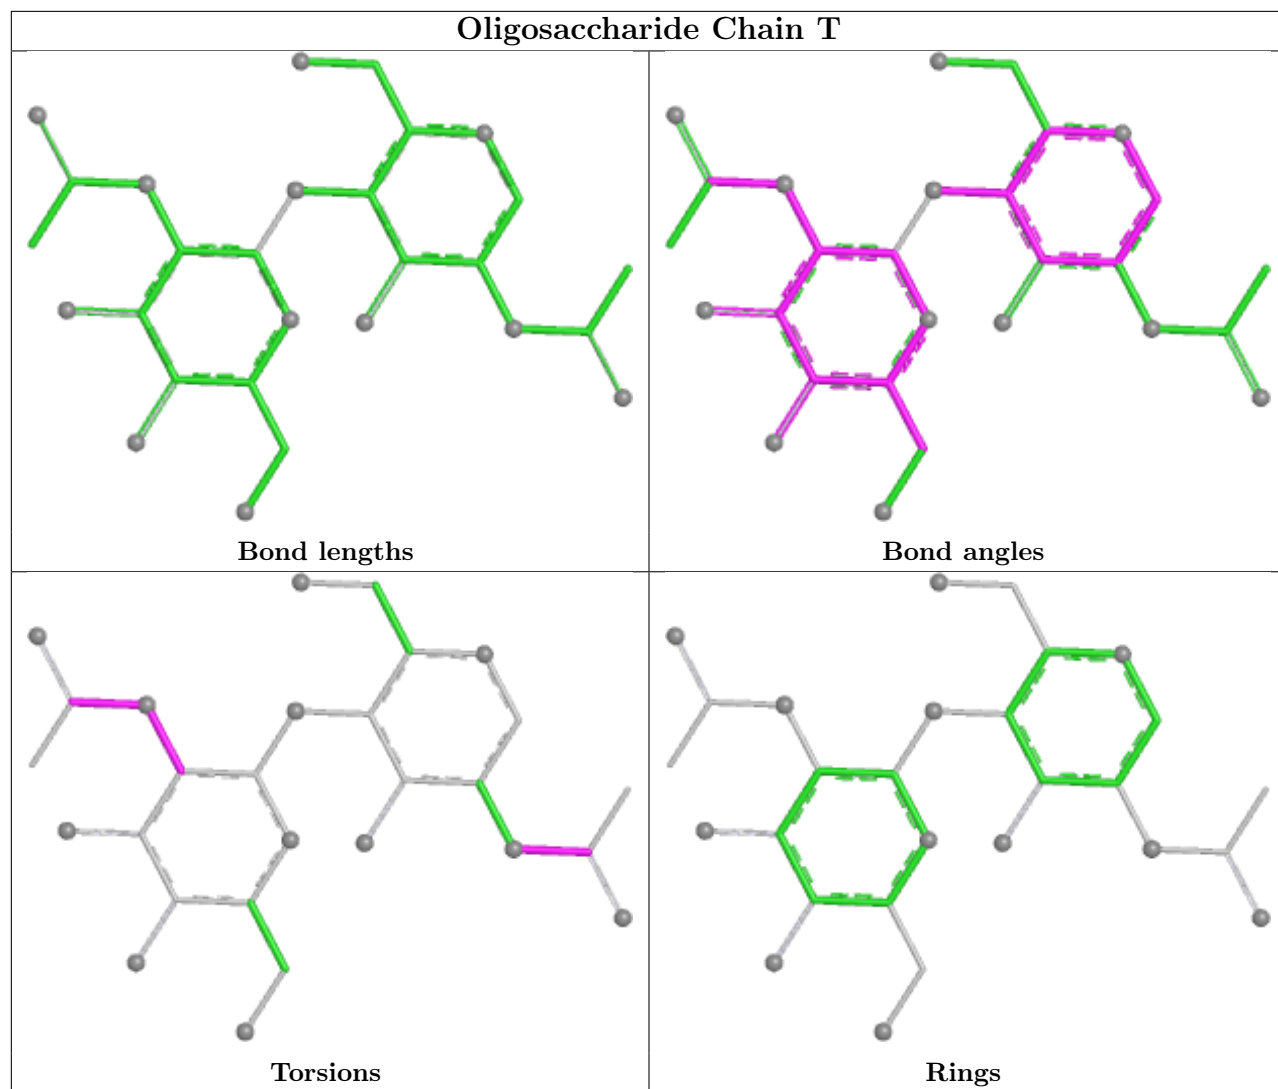 Oligosaccharide Chain T
Bond lengths
Bond angles
Torsions
Rings